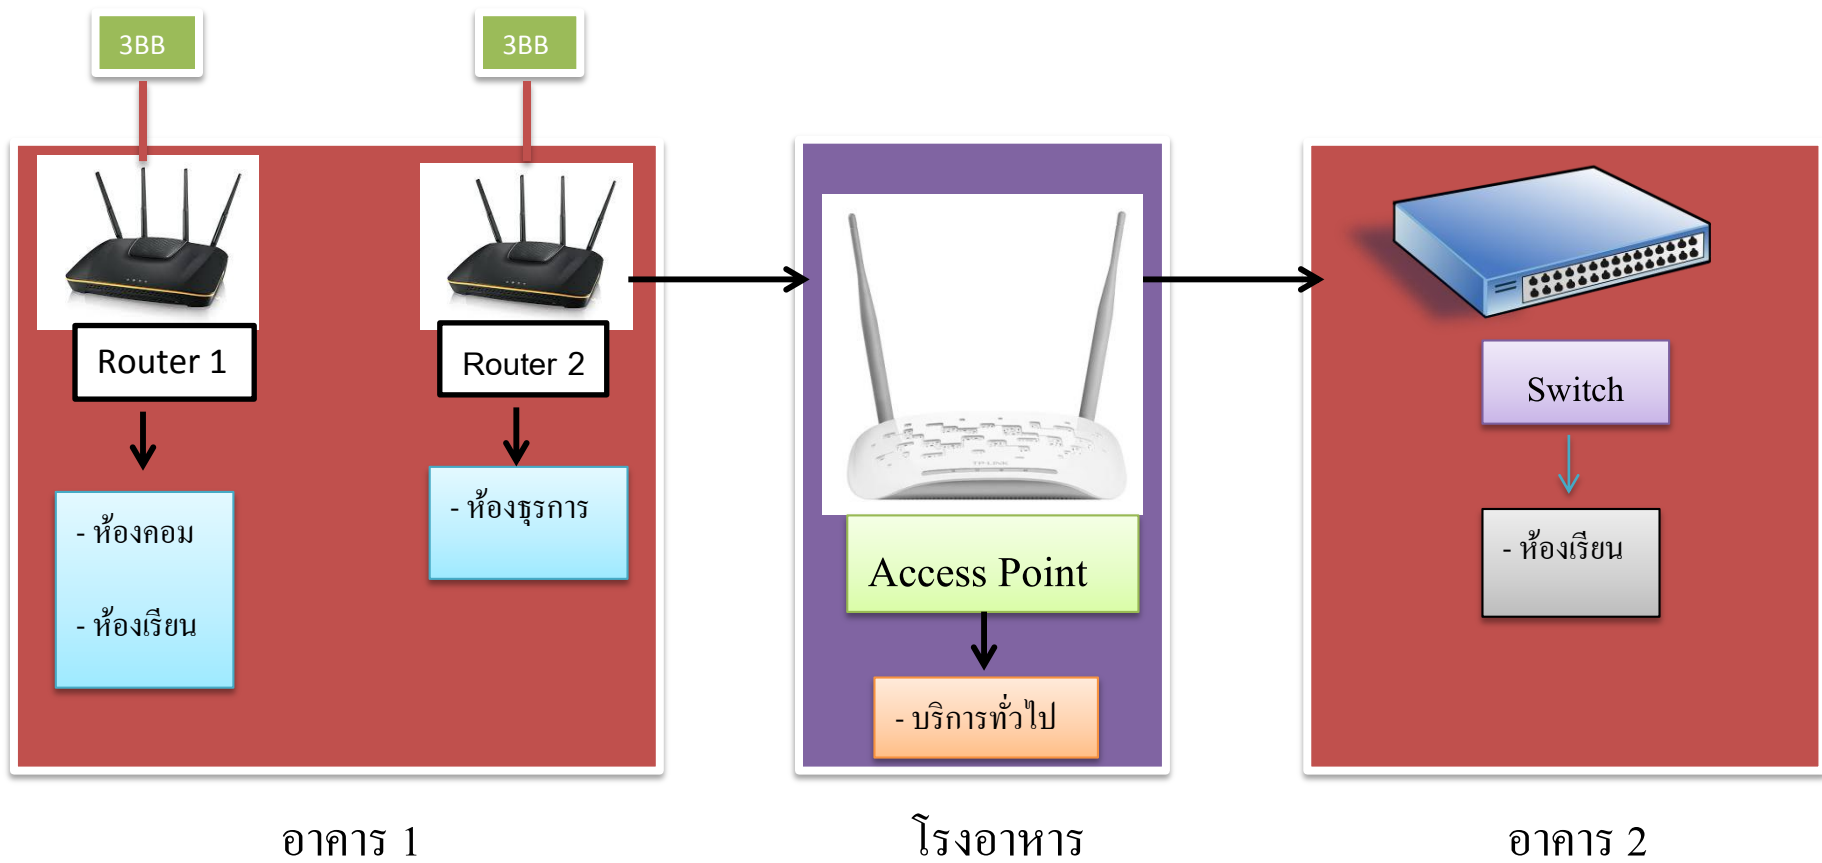 3BB
3BB
Router 1
Router 2
- ห้องคอม
- ห้องเรียน
- ห้องธุรการ
TP-LINK
Access Point
- บริการทั่วไป
Switch
- ห้องเรียน
อาคาร 1
โรงอาหาร
อาคาร 2